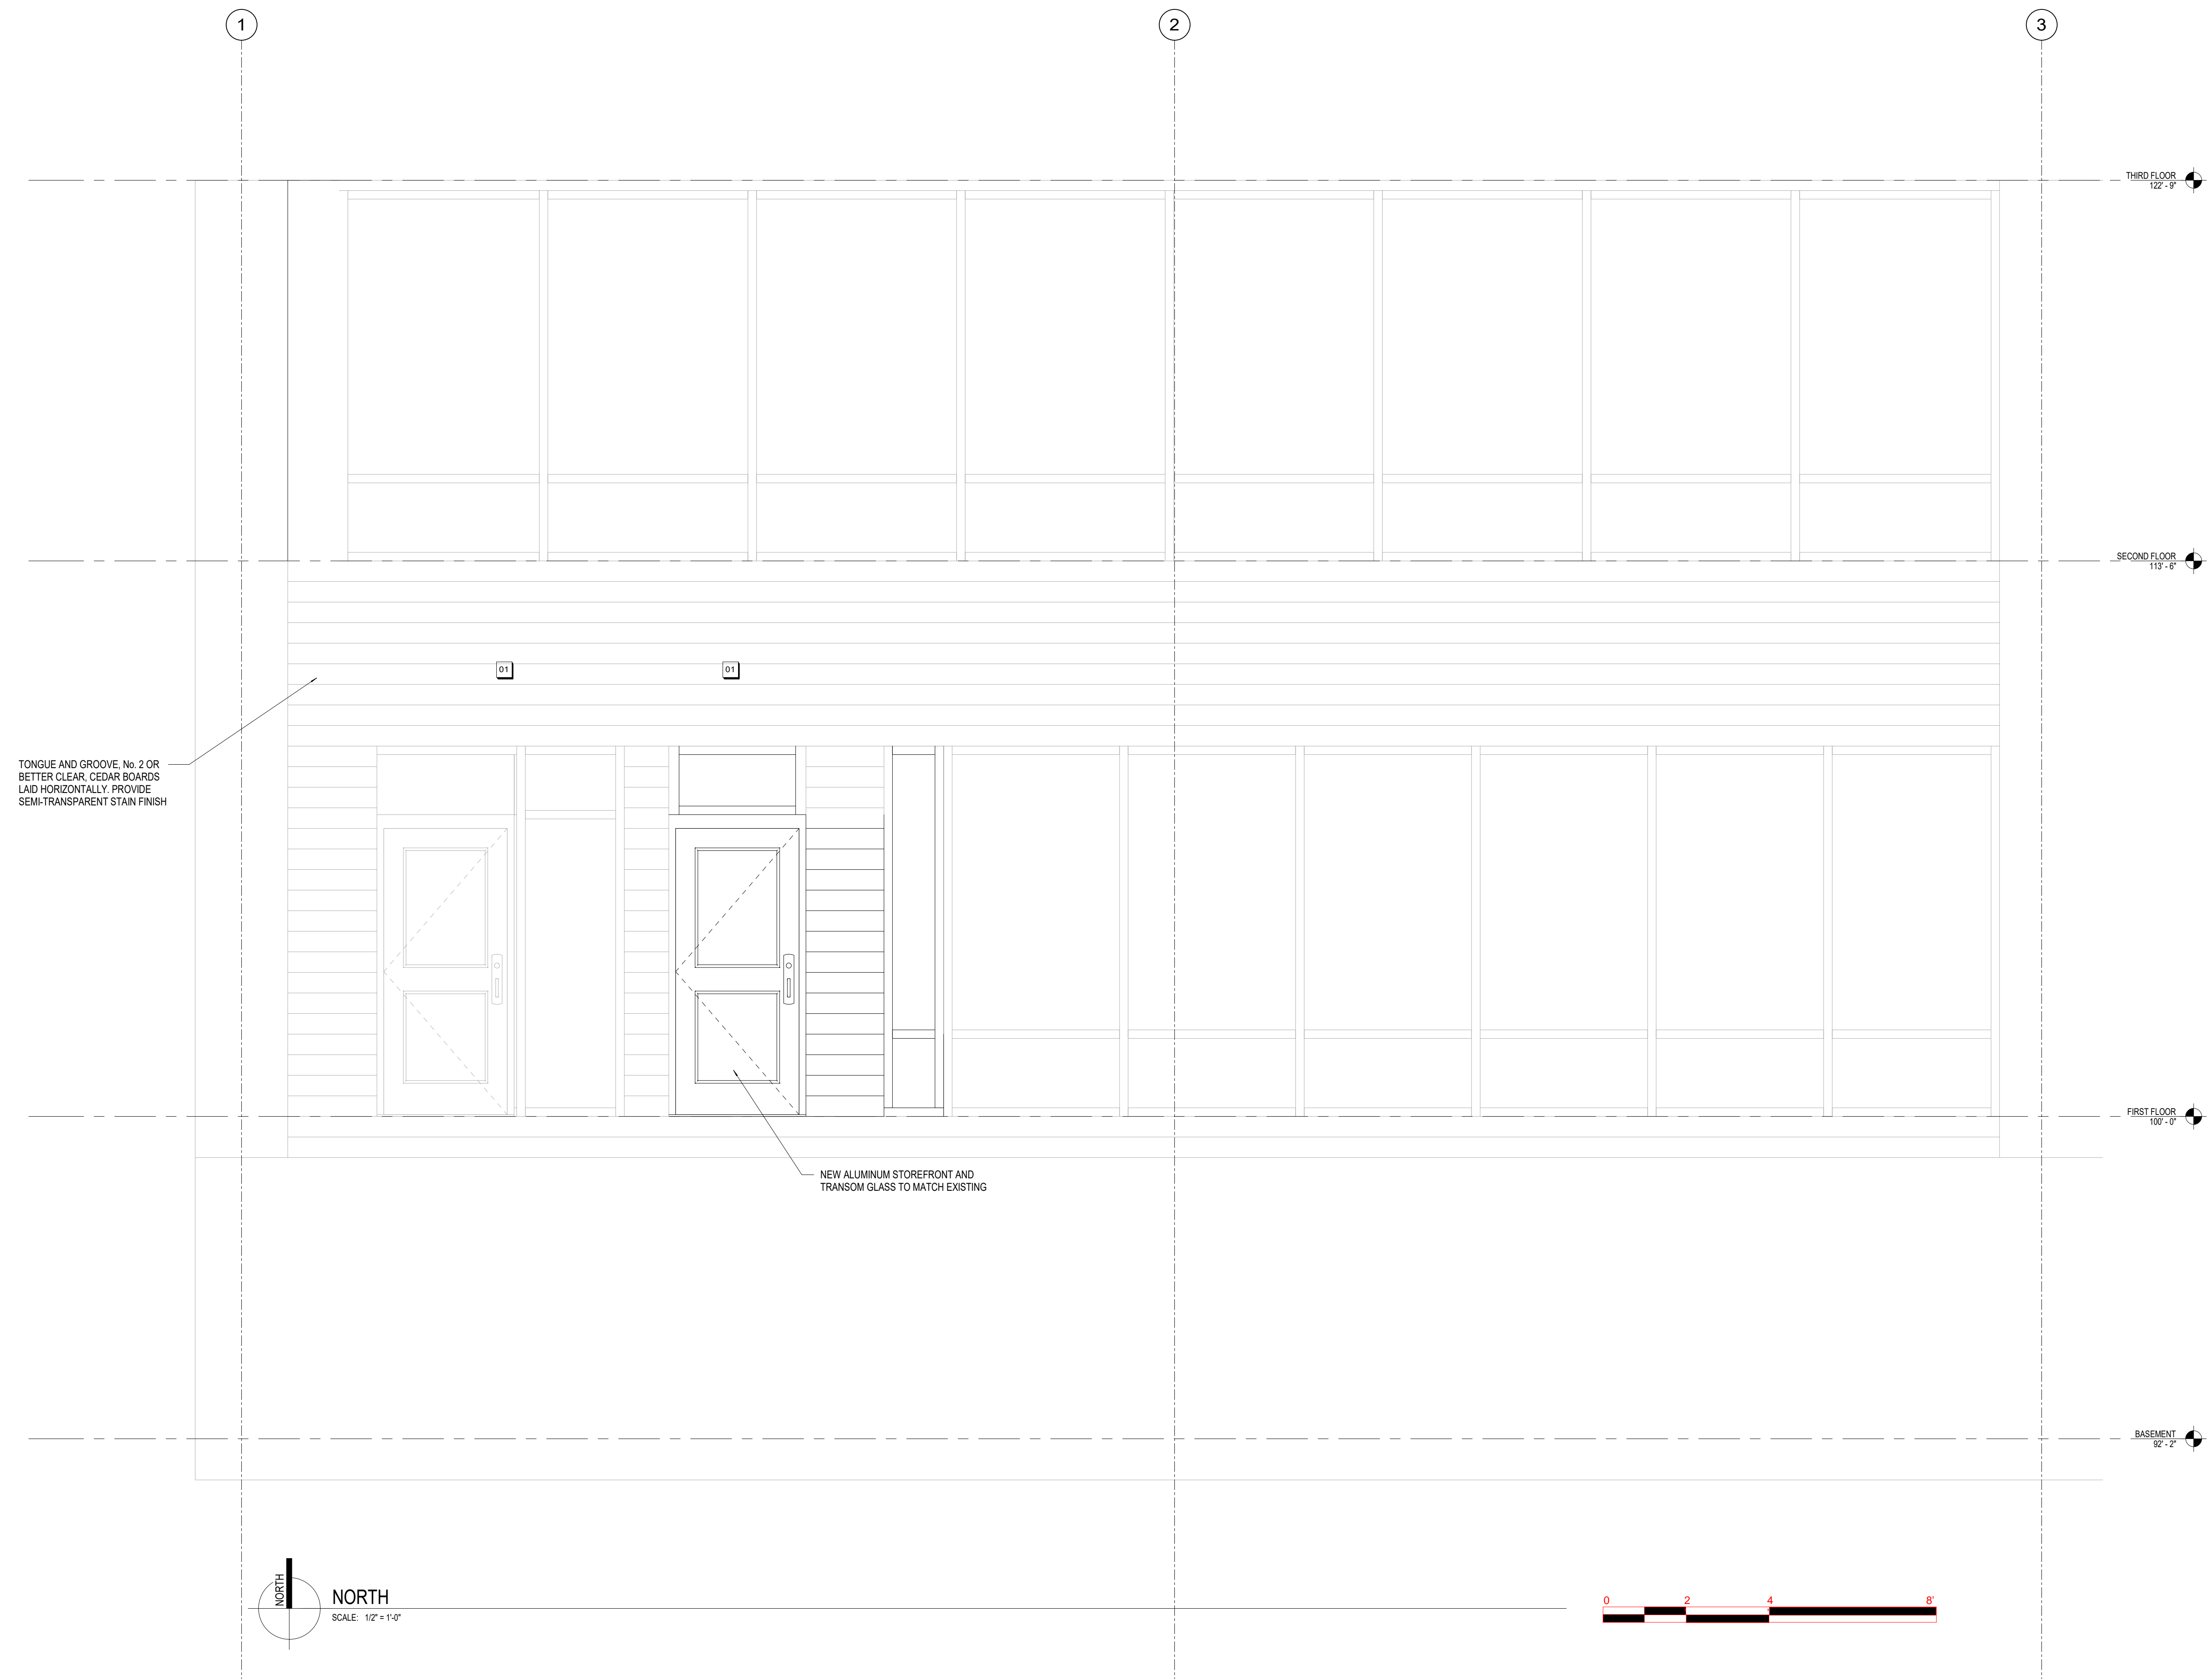 1
2
3
THIRD FLOOR
122' - 9"
SECOND FLOOR
113' - 6"
01
01
TONGUE AND GROOVE, No. 2 OR
BETTER CLEAR, CEDAR BOARDS
LAID HORIZONTALLY. PROVIDE
SEMI-TRANSPARENT STAIN FINISH
FIRST FLOOR
100' - 0"
NEW ALUMINUM STOREFRONT AND
TRANSOM GLASS TO MATCH EXISTING
BASEMENT
92' - 2"
NORTH
NORTH
SCALE: 1/2" = 1'-0"
0 2 4 8'